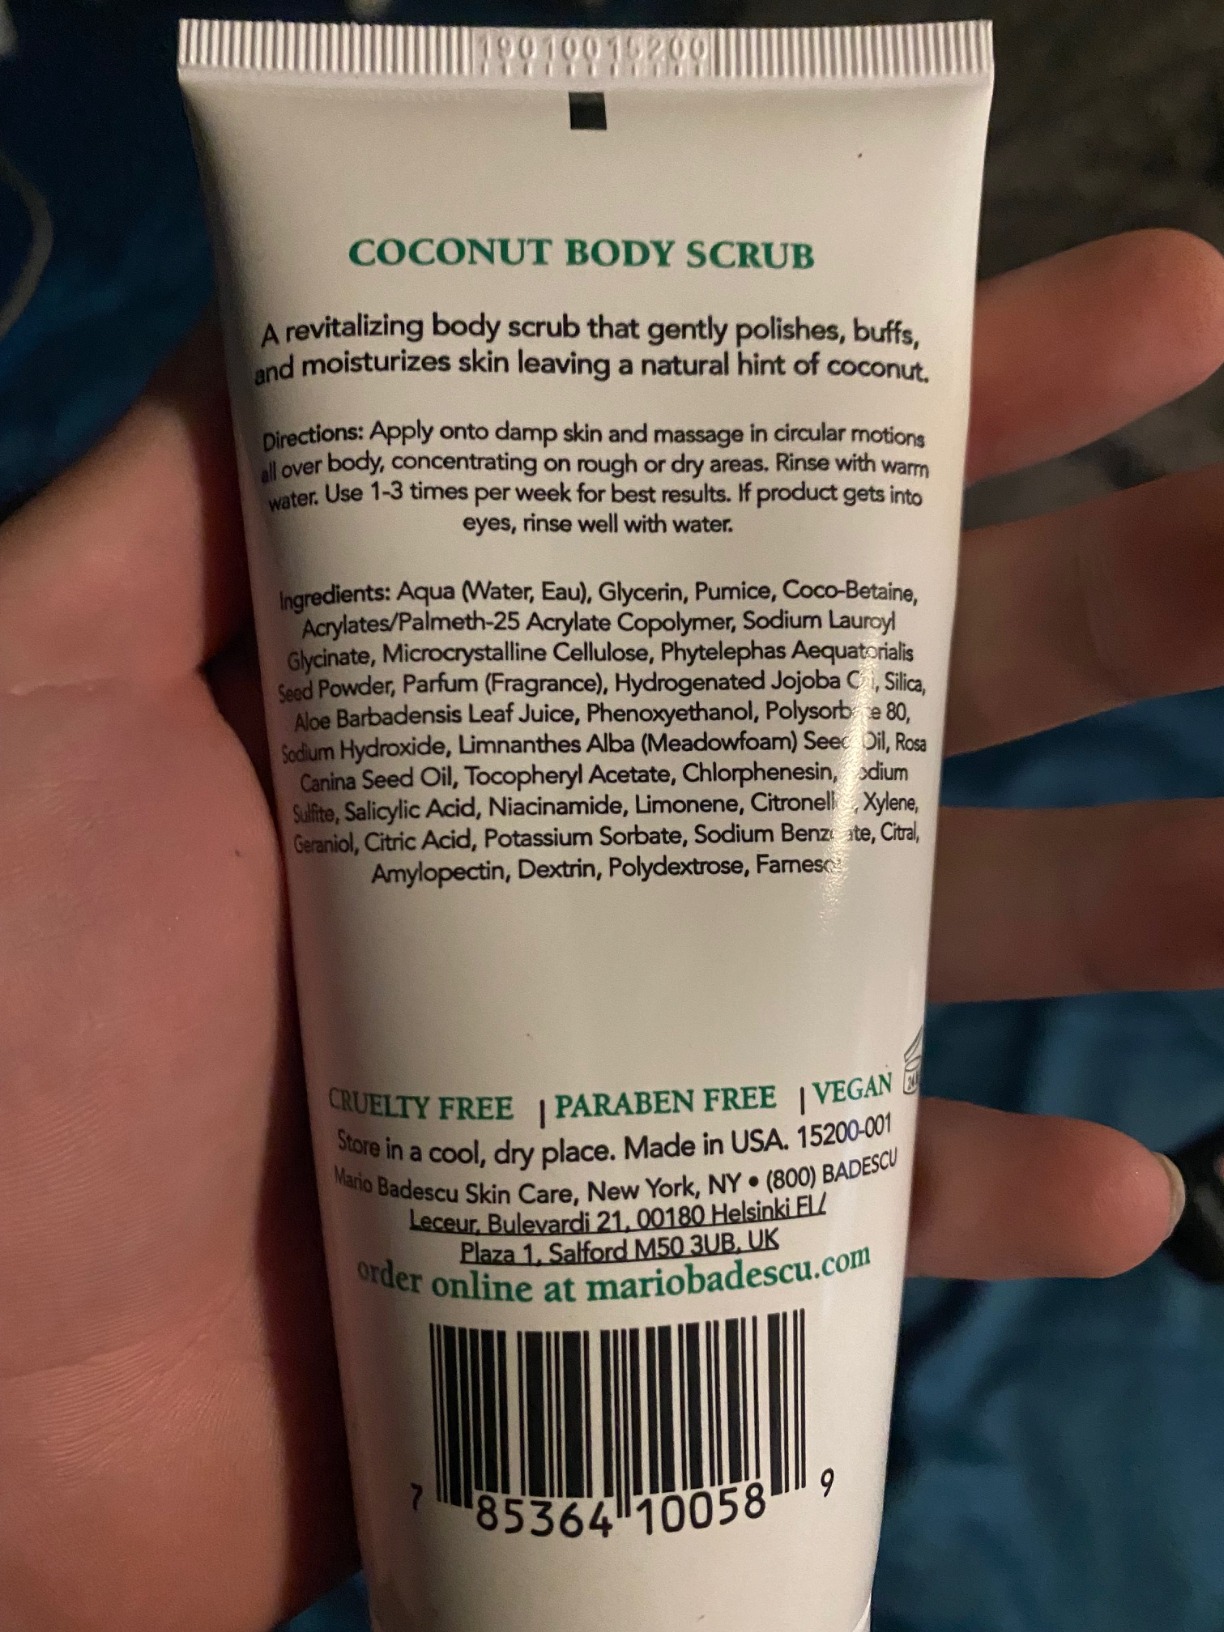 19010015200
COCONUT BODY SCRUB
A revitalizing body scrub that gently polishes, buffs,
and moisturizes skin leaving a natural hint of coconut.
Directions: Apply onto damp skin and massage in circular motions
all over body, concentrating on rough or dry areas. Rinse with warm
water. Use 1-3 times per week for best results. If product gets into
eyes, rinse well with water.
Ingredients: Aqua (Water, Eau), Glycerin, Pumice, Coco-Betaine,
Acrylates/Palmeth-25 Acrylate Copolymer, Sodium Lauroyl
Glycinate, Microcrystalline Cellulose, Phytelephas Aequatorialis
Seed Powder, Parfum (Fragrance), Hydrogenated Jojoba Oil, Silica,
Aloe Barbadensis Leaf Juice, Phenoxyethanol, Polysorbate 80,
Sodium Hydroxide, Limnanthes Alba (Meadowfoam) Seed Oil, Rosa
Canina Seed Oil, Tocopheryl Acetate, Chlorphenesin, Sodium
Sulfite, Salicylic Acid, Niacinamide, Limonene, Xylene,
Geraniol, Citric Acid, Potassium Sorbate, Sodium Benzoate, Citral,
Amylopectin, Dextrin, Polydextrose, Farnesol
CRUELTY FREE | PARABEN FREE | VEGAN
Store in a cool, dry place. Made in USA. 15200-001
Mario Badescu Skin Care, New York, NY • (800) BADESCU
Leceur, Bulevardi 21, 00180 Helsinki FI/
Plaza 1, Salford M50 3UB, UK
order online at mariobadescu.com
7 85364 10058 9